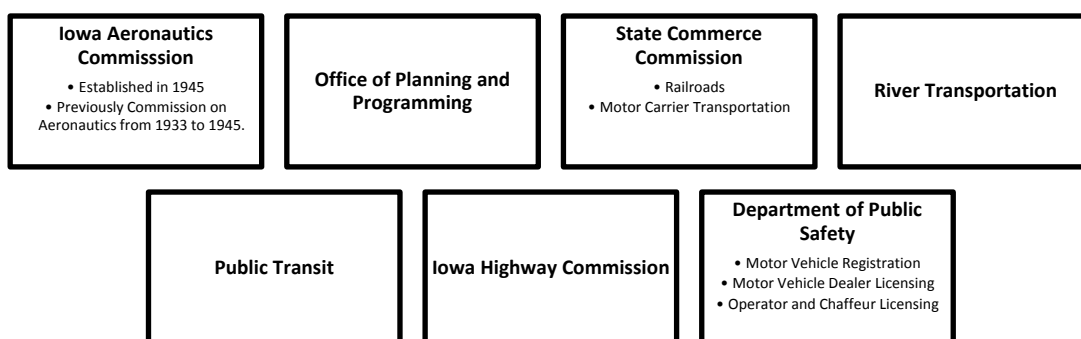 Iowa Aeronautics
Commisssion
• Established in 1945
• Previously Commission on
Aeronautics from 1933 to 1945.
Office of Planning and
Programming
State Commerce
Commission
• Railroads
• Motor Carrier Transportation
River Transportation
Public Transit
Iowa Highway Commission
Department of Public
Safety
• Motor Vehicle Registration
• Motor Vehicle Dealer Licensing
• Operator and Chaffeur Licensing